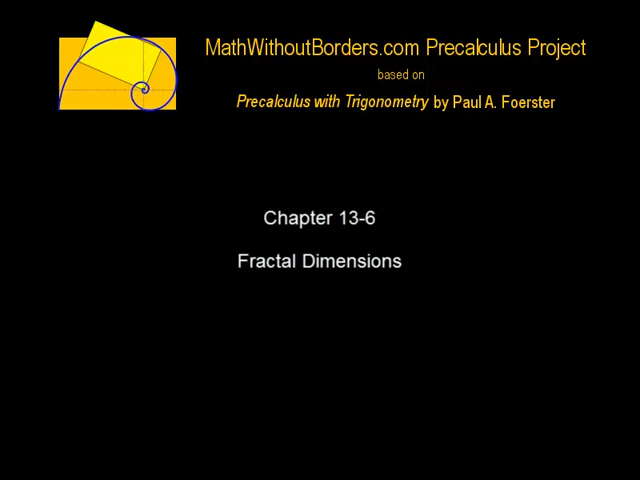 MathWithoutBorders.com Precalculus Project
based on
Precalculus with Trigonometry by Paul A. Foerster
Chapter 13-6
Fractal Dimensions